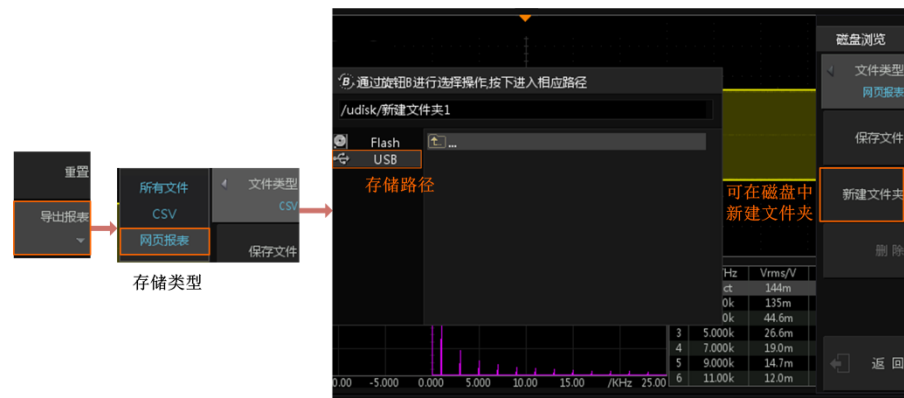 重置
导出报表
所有文件
CSV
网页报表
文件类型
CSV
保存文件
存储类型
B 通过旋钮B进行选择操作,按下进入相应路径
/udisk/新建文件夹1
Flash
USB
...
存储路径
可在磁盘中
新建文件夹
磁盘浏览
文件类型
网页报表
保存文件
新建文件夹
删 除
返 回
/Hz Vrms/V
ct 144m
0k 135m
0k 44.6m
3 5.000k 26.6m
4 7.000k 19.0m
5 9.000k 14.7m
6 11.00k 12.0m
0.00 -5.000 0.000 5.000 10.00 15.00 /KHz 25.00